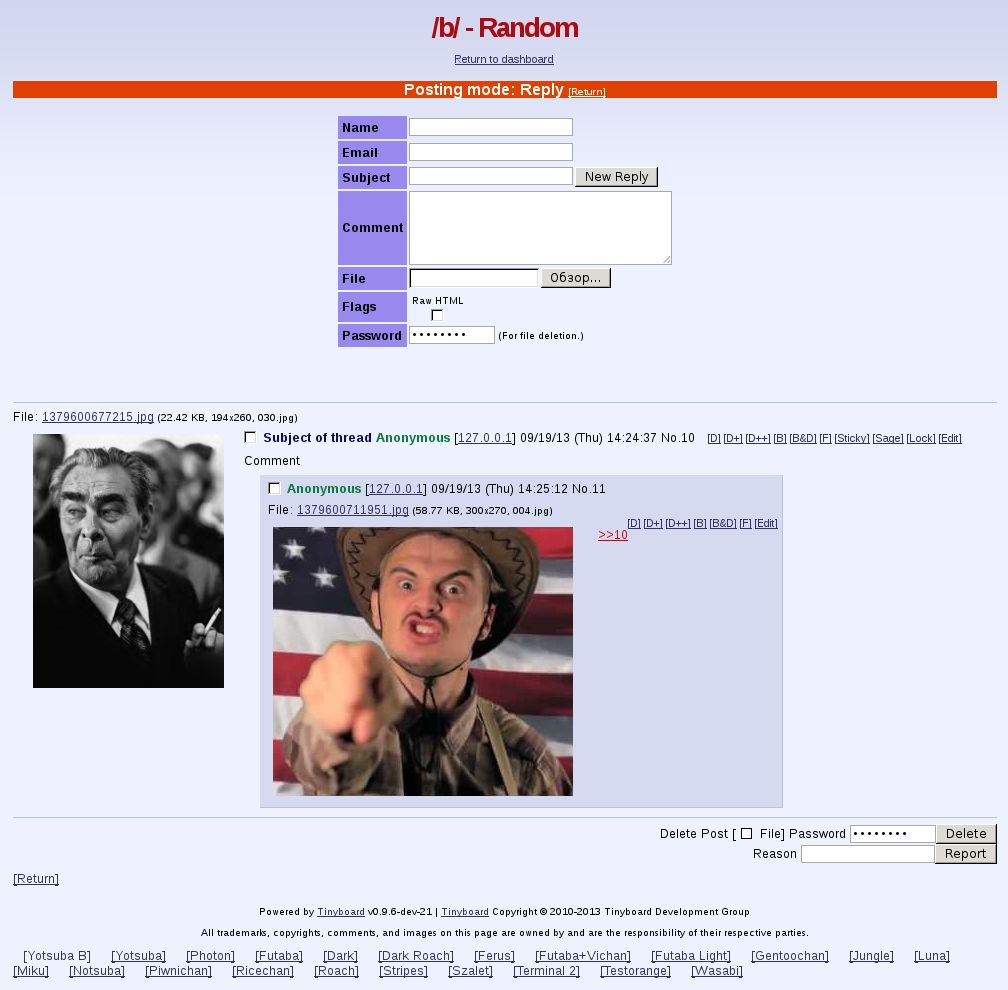 /b/ - Random
Return to dashboard
Posting mode: Reply [Return]
Name
Email
Subject New Reply
Comment
File Обзор...
Flags Raw HTML
Password •••••••• (For file deletion.)
File: 1379600677215.jpg (22.42 KB, 194x260, 030.jpg)
Subject of thread Anonymous [127.0.0.1] 09/19/13 (Thu) 14:24:37 No.10 [D] [D+] [D++] [B] [B&D] [F] [Sticky] [Sage] [Lock] [Edit]
Comment
Anonymous [127.0.0.1] 09/19/13 (Thu) 14:25:12 No.11
File: 1379600711951.jpg (58.77 KB, 300x270, 004.jpg)
[D] [D+] [D++] [B] [B&D] [F] [Edit]
>>10
Delete Post [ File] Password •••••••• Delete
Reason Report
[Return]
Powered by Tinyboard v0.9.6-dev-21 | Tinyboard Copyright © 2010-2013 Tinyboard Development Group
All trademarks, copyrights, comments, and images on this page are owned by and are the responsibility of their respective parties.
[Yotsuba B] [Yotsuba] [Photon] [Futaba] [Dark] [Dark Roach] [Ferus] [Futaba+Vichan] [Futaba Light] [Gentoochan] [Jungle] [Luna]
[Miku] [Notsuba] [Piwnichan] [Ricechan] [Roach] [Stripes] [Szalet] [Terminal 2] [Testorange] [Wasabi]